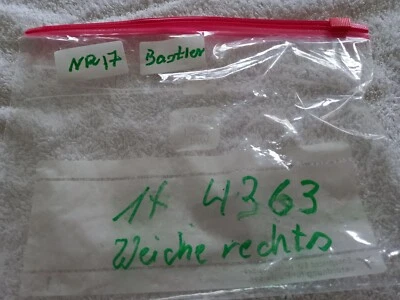 NR17 Bastler
1x 4363
Weiche rechts